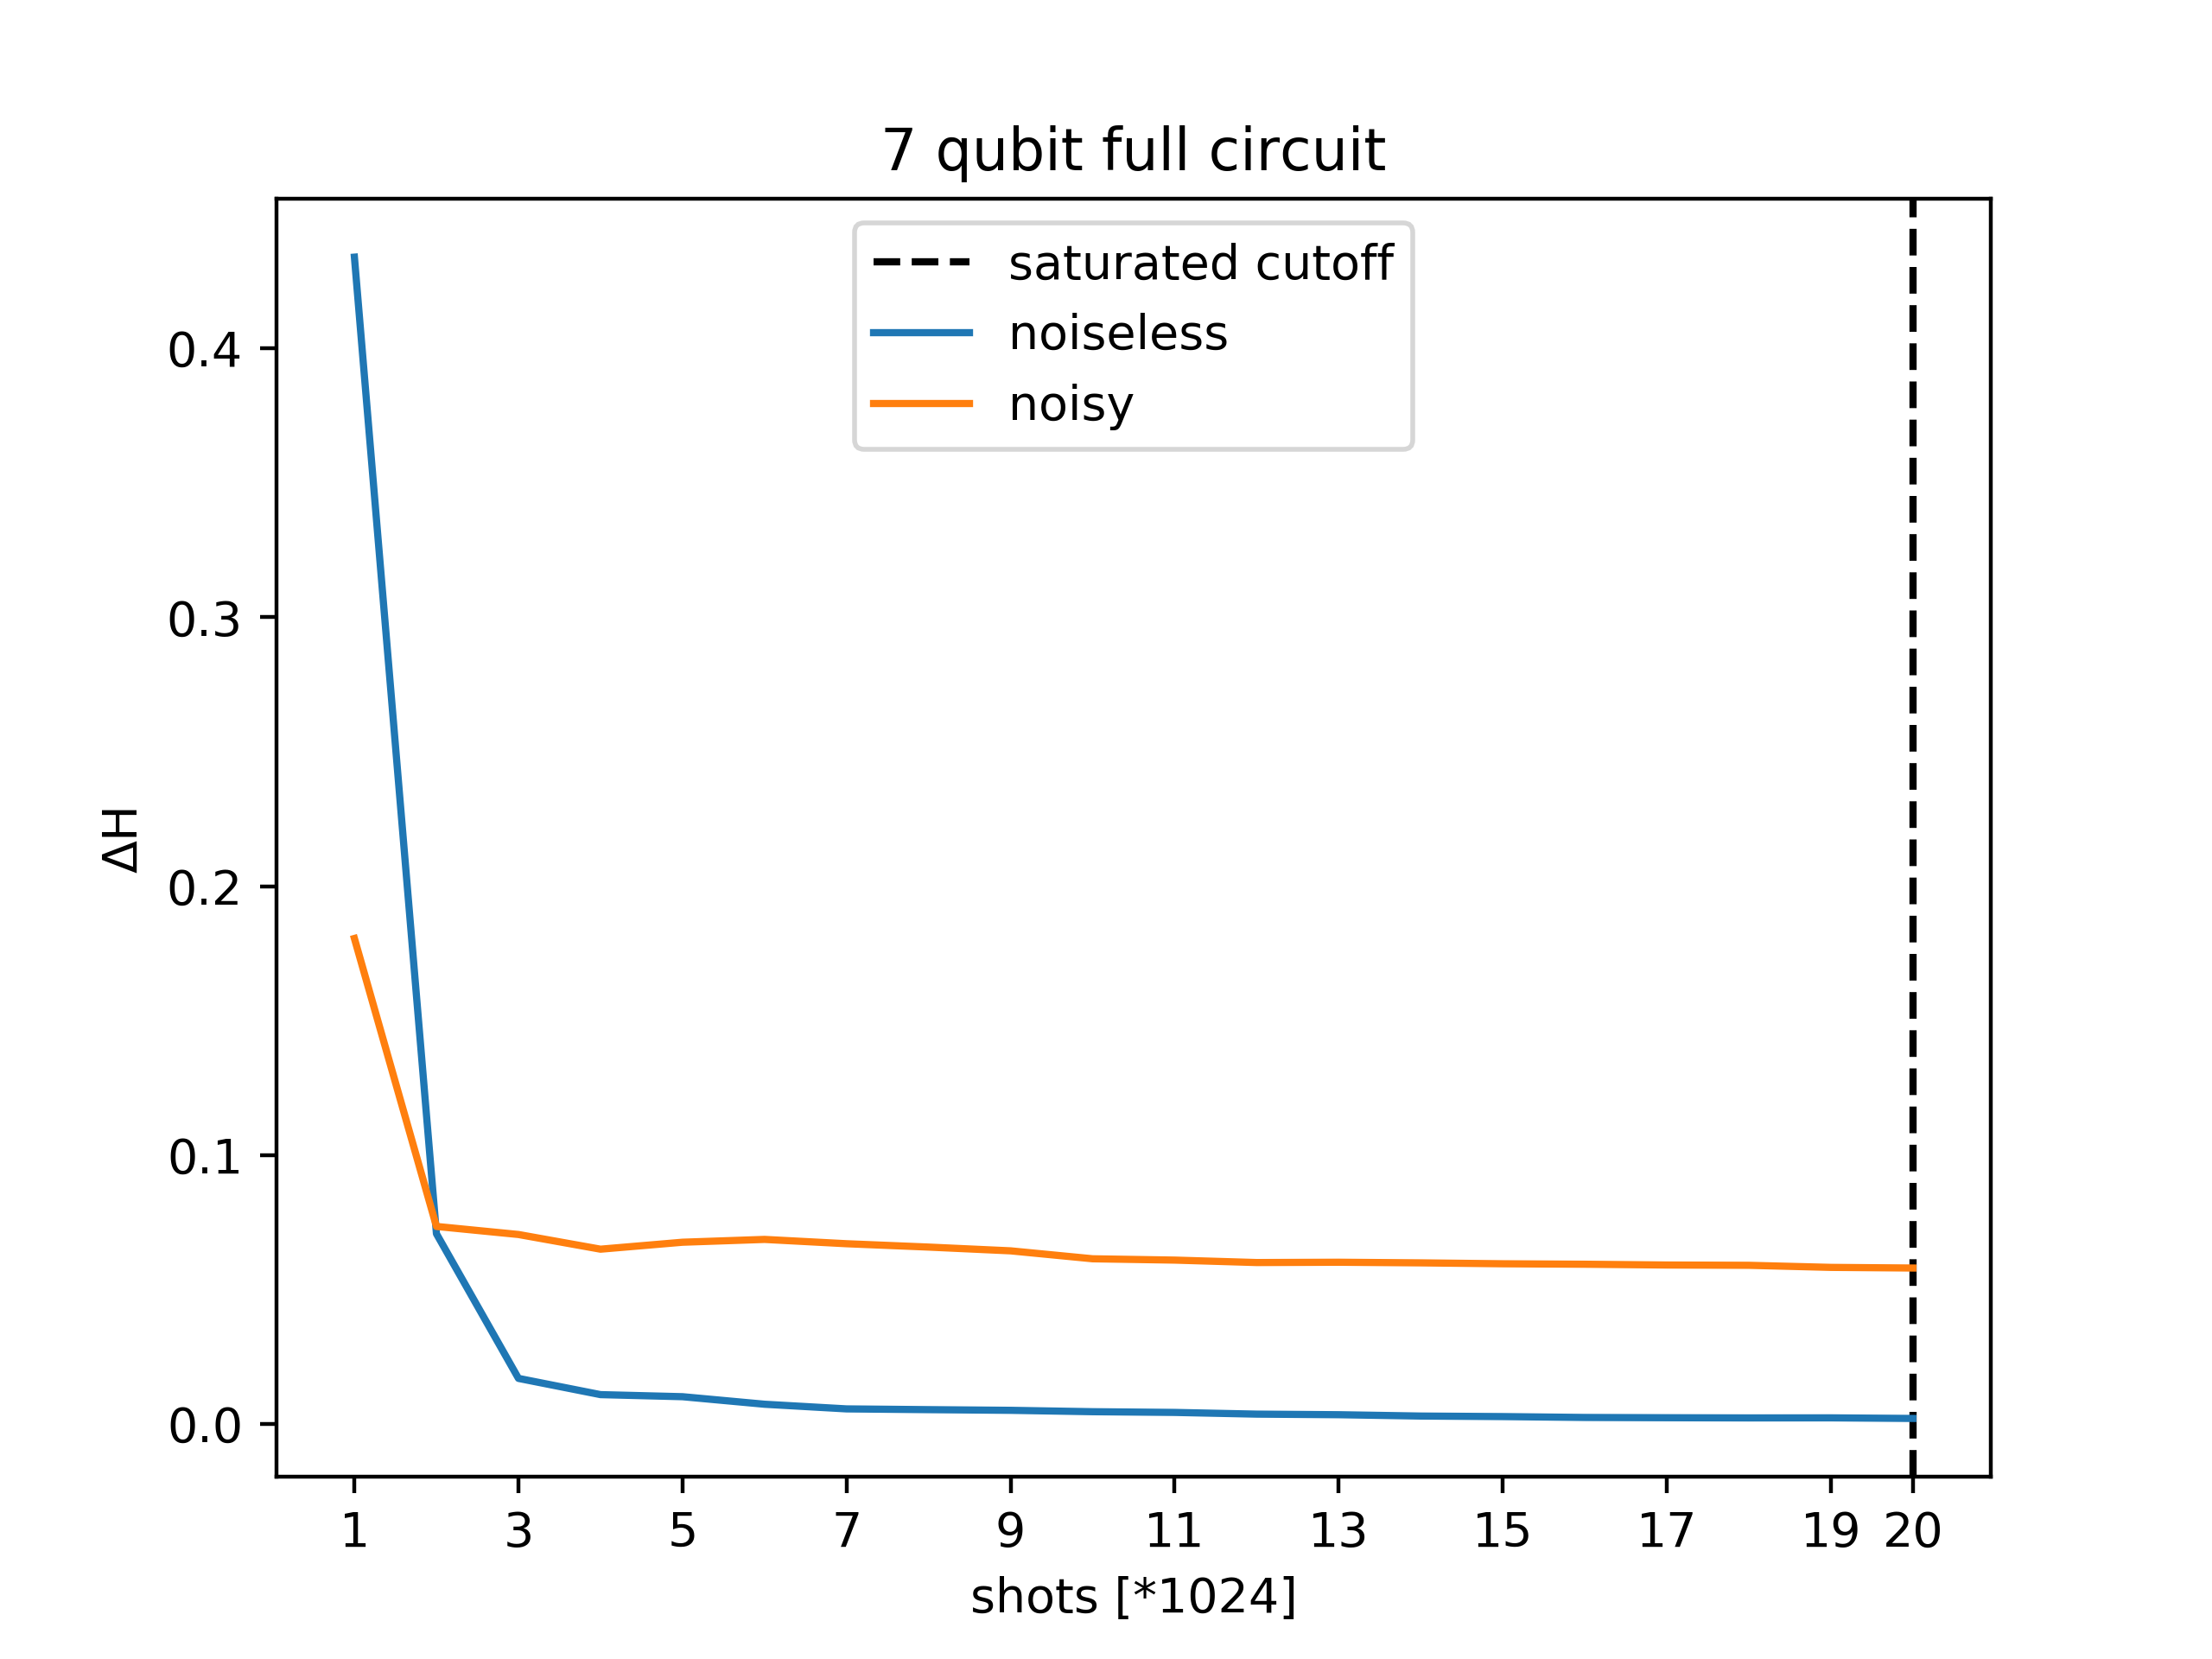 7 qubit full circuit
saturated cutoff
noiseless
noisy
0.4
0.3
0.2
0.1
0.0
ΔH
1 3 5 7 9 11 13 15 17 19 20
shots [*1024]